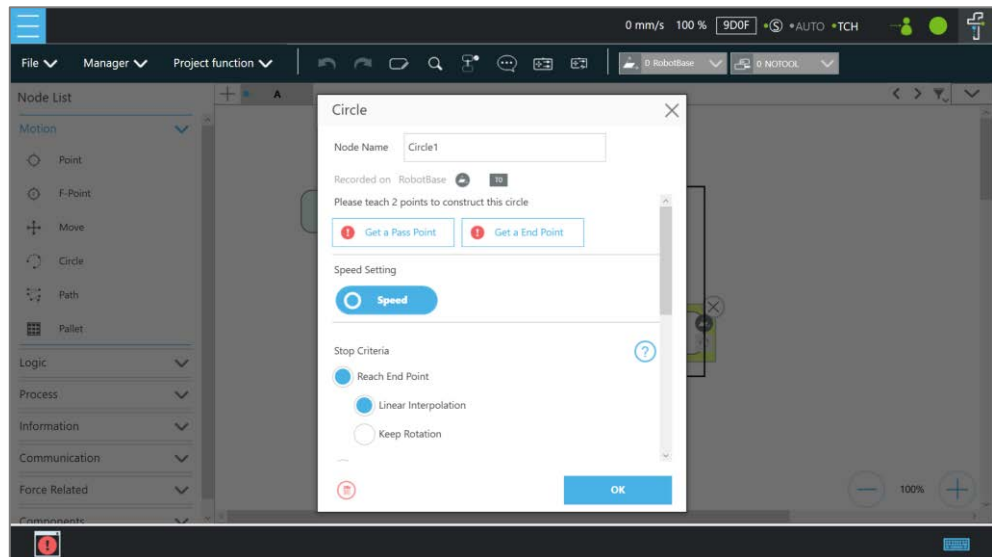 0 mm/s 100 % 9D0F •Ⓢ •AUTO •TCH
File Manager Project function 0 RobotBase 0 NOTOOL
Node List A
Motion
Point
F-Point
Move
Circle
Path
Pallet
Logic
Process
Information
Communication
Force Related
Components
Circle
Node Name Circle1
Recorded on RobotBase T0
Please teach 2 points to construct this circle
Get a Pass Point Get a End Point
Speed Setting
Speed
Stop Criteria ?
Reach End Point
Linear Interpolation
Keep Rotation
OK
100%